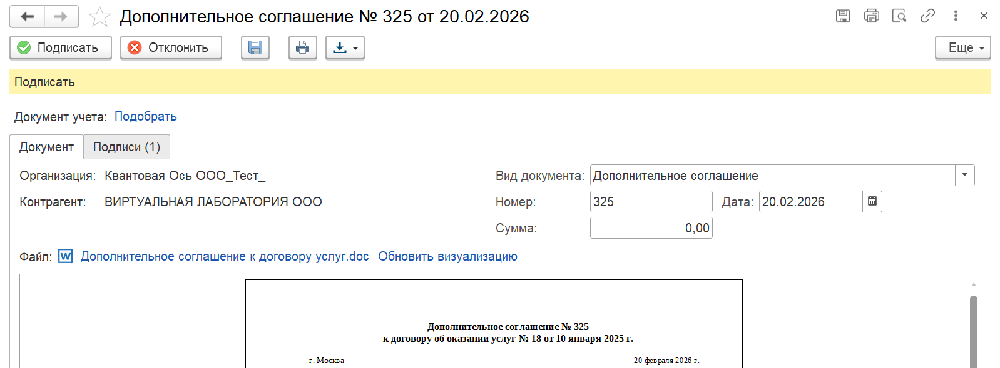 Дополнительное соглашение № 325 от 20.02.2026
Подписать Отклонить Еще
Подписать
Документ учета: Подобрать
Документ Подписи (1)
Организация: Квантовая Ось ООО_Тест_ Вид документа: Дополнительное соглашение
Контрагент: ВИРТУАЛЬНАЯ ЛАБОРАТОРИЯ ООО Номер: 325 Дата: 20.02.2026
Сумма: 0,00
Файл: Дополнительное соглашение к договору услуг.doc Обновить визуализацию
Дополнительное соглашение № 325
к договору об оказании услуг № 18 от 10 января 2025 г.
г. Москва 20 февраля 2026 г.